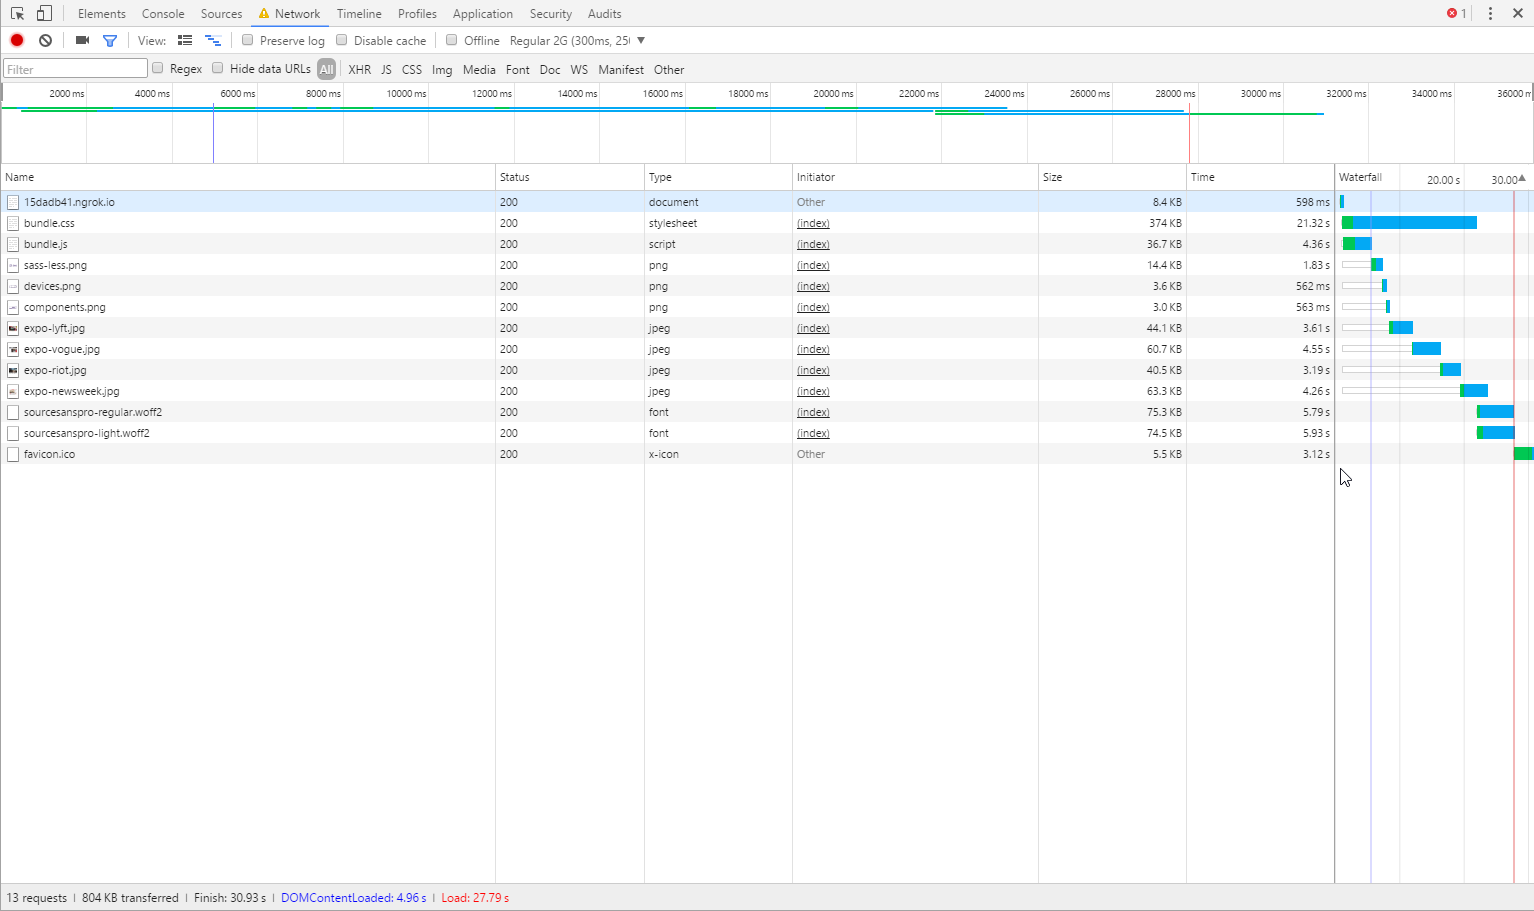 Elements Console Sources Network Timeline Profiles Application Security Audits 1
View: Preserve log Disable cache Offline Regular 2G (300ms, 25
Filter Regex Hide data URLs All XHR JS CSS Img Media Font Doc WS Manifest Other
2000 ms 4000 ms 6000 ms 8000 ms 10000 ms 12000 ms 14000 ms 16000 ms 18000 ms 20000 ms 22000 ms 24000 ms 26000 ms 28000 ms 30000 ms 32000 ms 34000 ms 36000 m
Name Status Type Initiator Size Time Waterfall 20.00 s 30.00
15dadb41.ngrok.io 200 document Other 8.4 KB 598 ms
bundle.css 200 stylesheet (index) 374 KB 21.32 s
bundle.js 200 script (index) 36.7 KB 4.36 s
sass-less.png 200 png (index) 14.4 KB 1.83 s
devices.png 200 png (index) 3.6 KB 562 ms
components.png 200 png (index) 3.0 KB 563 ms
expo-lyft.jpg 200 jpeg (index) 44.1 KB 3.61 s
expo-vogue.jpg 200 jpeg (index) 60.7 KB 4.55 s
expo-riot.jpg 200 jpeg (index) 40.5 KB 3.19 s
expo-newsweek.jpg 200 jpeg (index) 63.3 KB 4.26 s
sourcesanspro-regular.woff2 200 font (index) 75.3 KB 5.79 s
sourcesanspro-light.woff2 200 font (index) 74.5 KB 5.93 s
favicon.ico 200 x-icon Other 5.5 KB 3.12 s
13 requests | 804 KB transferred | Finish: 30.93 s | DOMContentLoaded: 4.96 s | Load: 27.79 s